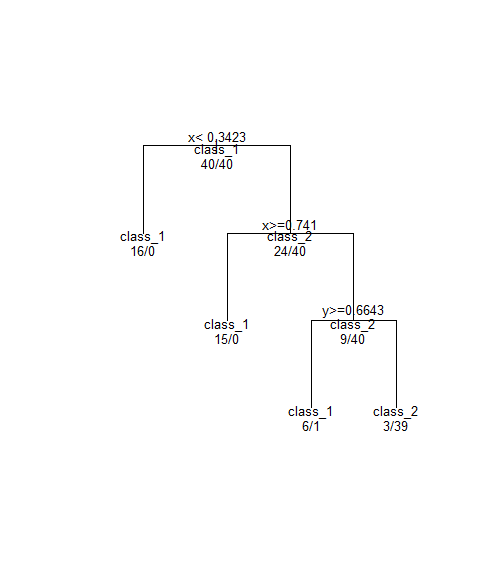 x< 0.3423
class_1
40/40
x>=0.741
class_1
class_2
16/0
24/40
y>=0.6643
class_1
class_2
15/0
9/40
class_1
class_2
6/1
3/39